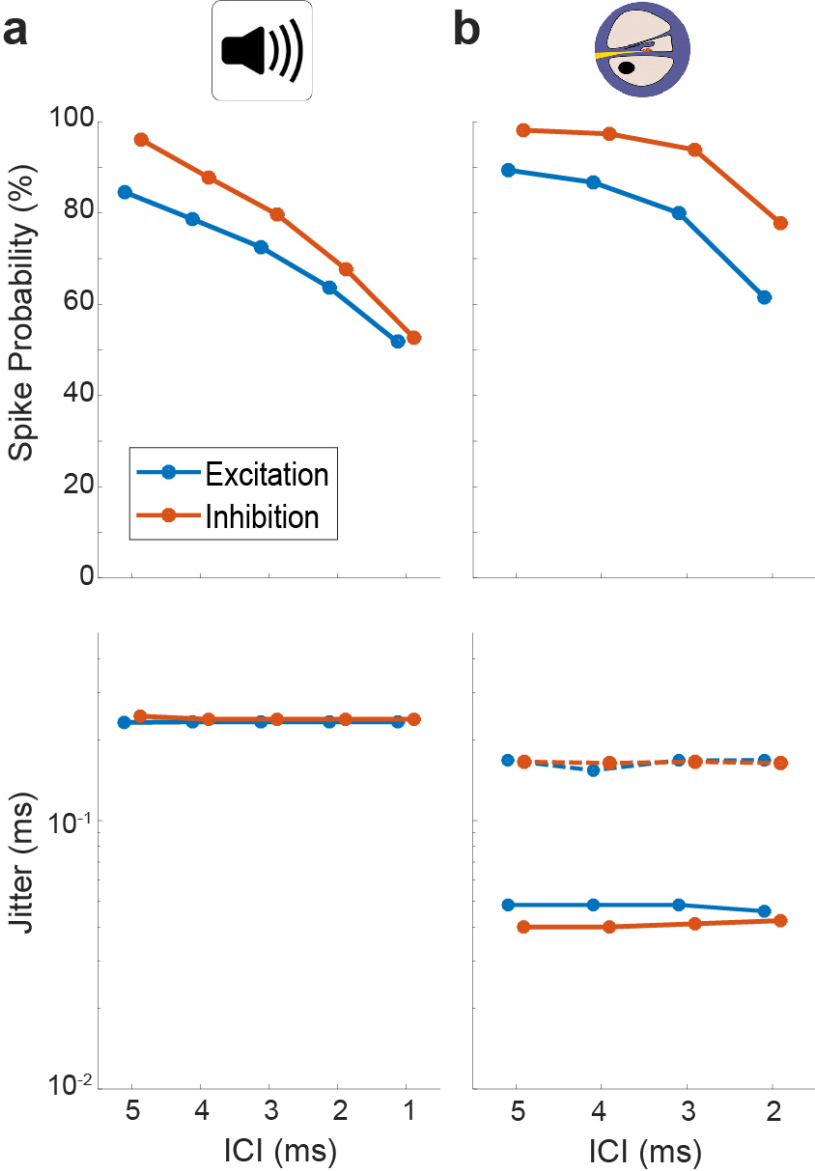 a
b
Spike Probability (%)
100
80
60
40
20
0
Excitation
Inhibition
Jitter (ms)
10-1
10-2
5 4 3 2 1
ICI (ms)
5 4 3 2
ICI (ms)